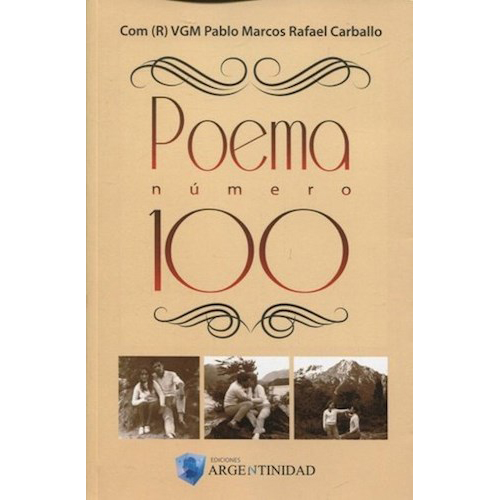 Com (R) VGM Pablo Marcos Rafael Carballo
Poema
número
100
EDICIONES
ARGENTINIDAD